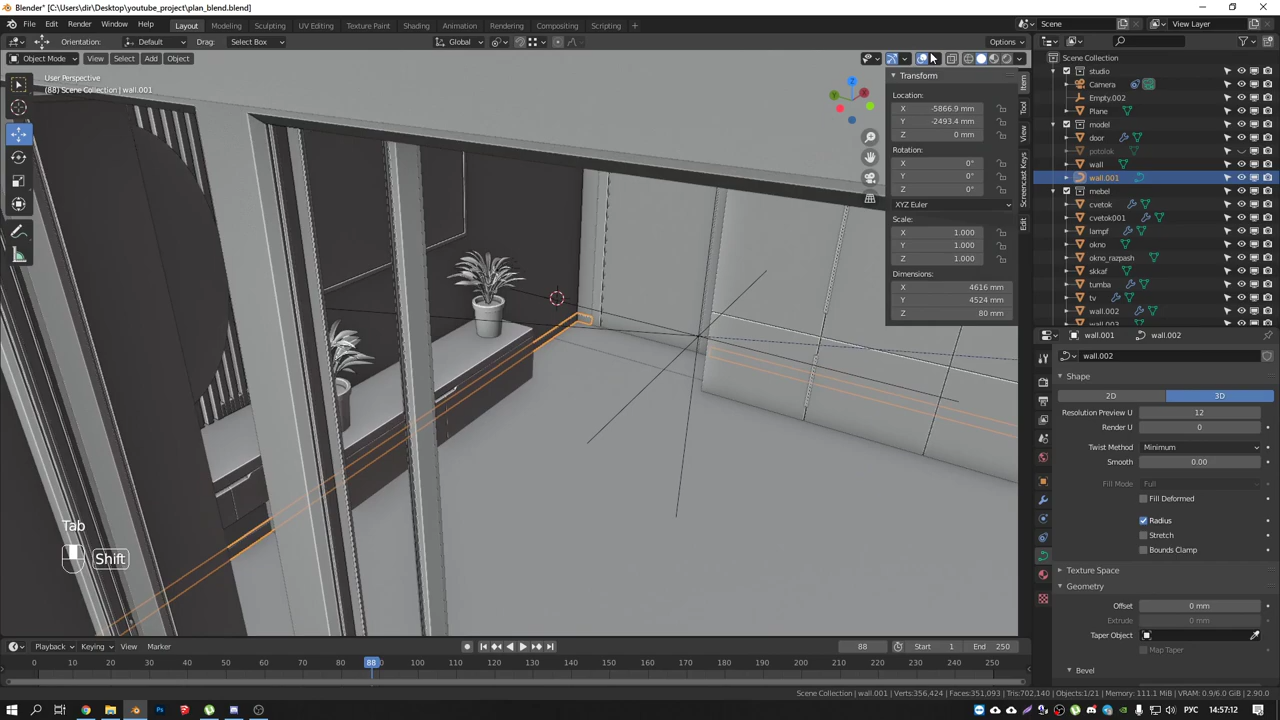 Blender* [C:\Users\dir\Desktop\youtube_project\plan_blend.blend]
File Edit Render Window Help
Layout Modeling Sculpting UV Editing Texture Paint Shading Animation Rendering Compositing Scripting
Scene
View Layer
Orientation: Default Drag: Select Box Global Options
Object Mode View Select Add Object
User Perspective
(88) Scene Collection | wall.001
Transform
Location:
X -5866.9 mm
Y -2493.4 mm
Z 0 mm
Rotation:
X 0°
Y 0°
Z 0°
XYZ Euler
Scale:
X 1.000
Y 1.000
Z 1.000
Dimensions:
X 4616 mm
Y 4524 mm
Z 80 mm
Item
Tool
View
Screencast Keys
Edit
Scene Collection
studio
Camera
Empty.002
Plane
model
door
potolok
wall
wall.001
mebel
cvetok
cvetok001
lampf
okno
okno_razpash
skkaf
tumba
tv
wall.002
wall.003
wall.001 wall.002
wall.002
Shape
2D 3D
Resolution Preview U 12
Render U 0
Twist Method Minimum
Smooth 0.00
Fill Mode Full
Fill Deformed
Radius
Stretch
Bounds Clamp
Texture Space
Geometry
Offset 0 mm
Extrude 0 mm
Taper Object
Map Taper
Bevel
Tab
Shift
Playback Keying View Marker
88 Start 1 End 250
0 10 20 30 40 50 60 70 80 88 100 110 120 130 140 150 160 170 180 190 200 210 220 230 240 250
Scene Collection | wall.001 | Verts:356,424 | Faces:351,093 | Tris:702,140 | Objects:1/21 | Memory: 111.1 MiB | VRAM: 0.9/6.0 GiB | 2.90.0
РУС 14:57:12